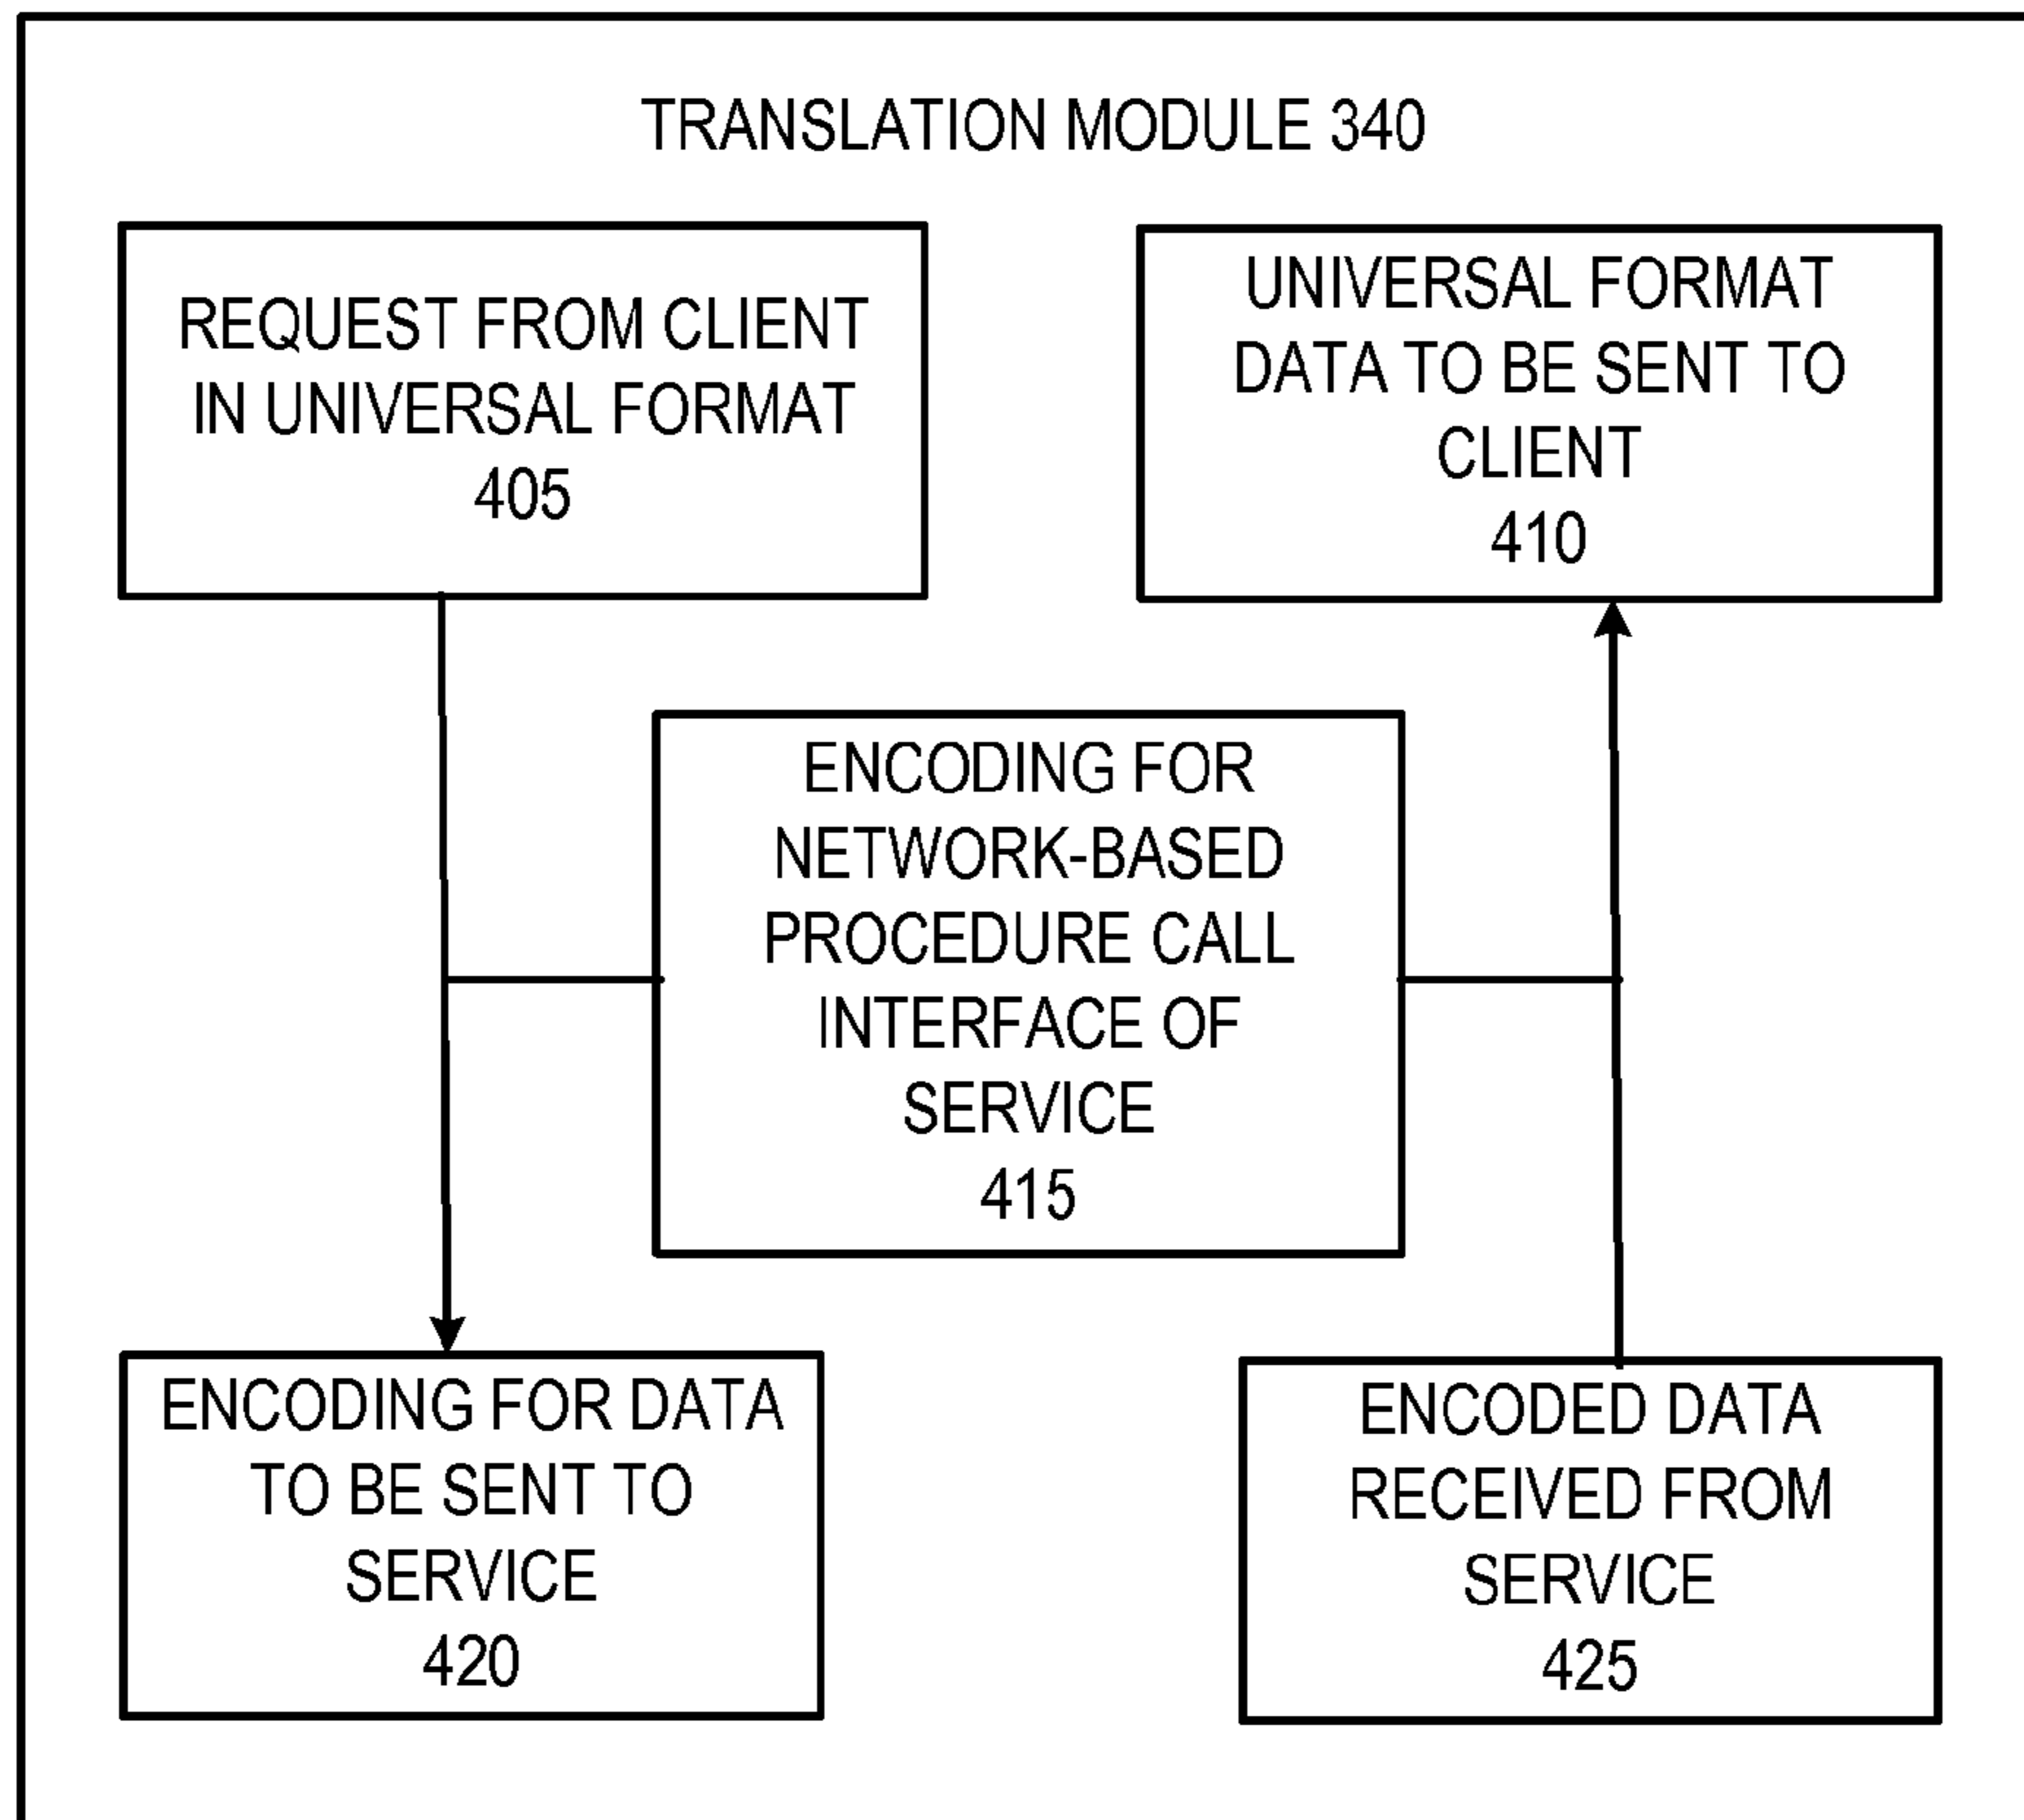 TRANSLATION MODULE 340
REQUEST FROM CLIENT
IN UNIVERSAL FORMAT
405
UNIVERSAL FORMAT
DATA TO BE SENT TO
CLIENT
410
ENCODING FOR
NETWORK-BASED
PROCEDURE CALL
INTERFACE OF
SERVICE
415
ENCODING FOR DATA
TO BE SENT TO
SERVICE
420
ENCODED DATA
RECEIVED FROM
SERVICE
425